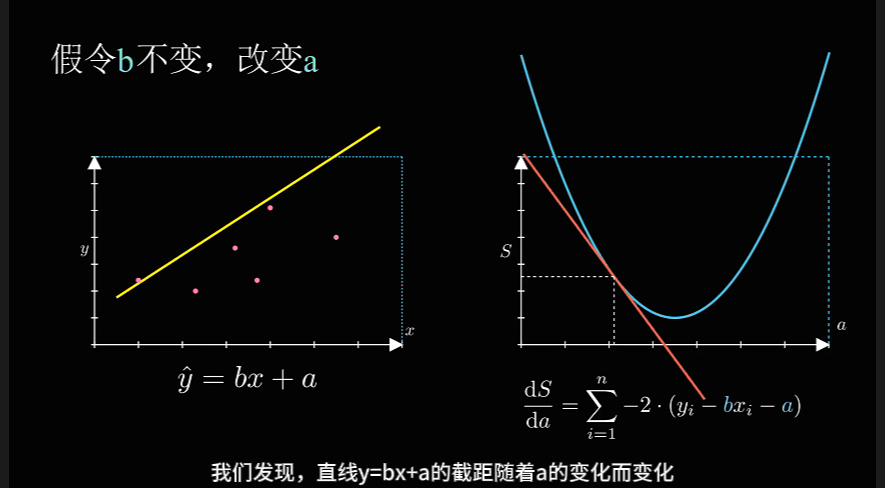 假令b不变，改变a
y
x
ŷ = bx + a
S
a
dS/da = ∑_{i=1}^{n} −2 · (y_i − bx_i − a)
我们发现，直线y=bx+a的截距随着a的变化而变化